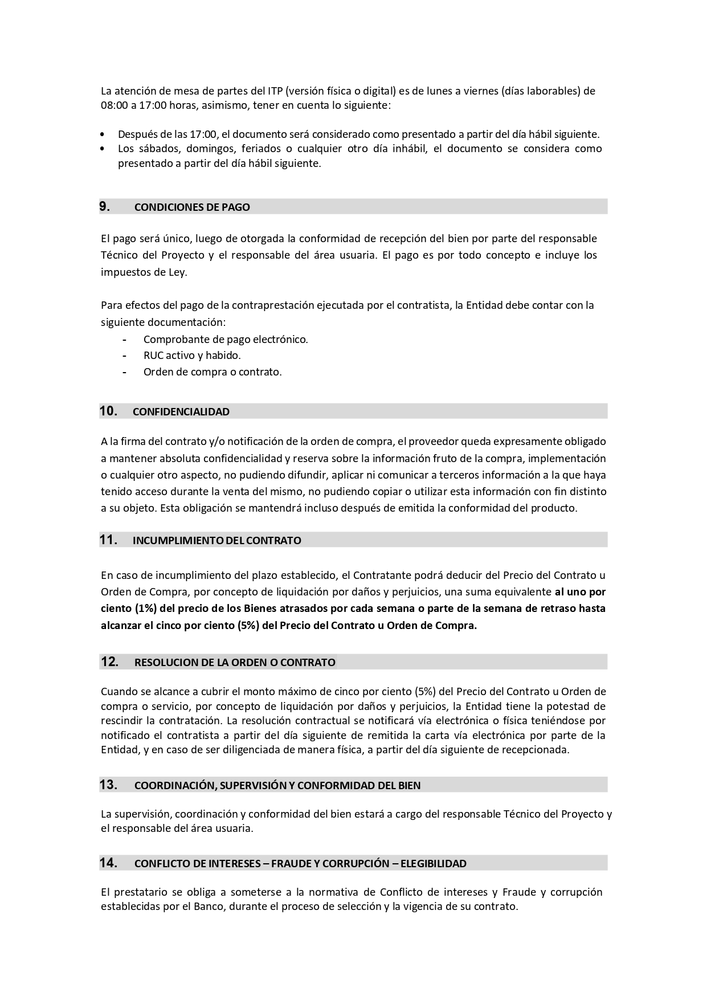 La atención de mesa de partes del ITP (versión física o digital) es de lunes a viernes (días laborables) de
08:00 a 17:00 horas, asimismo, tener en cuenta lo siguiente:
• Después de las 17:00, el documento será considerado como presentado a partir del día hábil siguiente.
• Los sábados, domingos, feriados o cualquier otro día inhábil, el documento se considera como
presentado a partir del día hábil siguiente.
9. CONDICIONES DE PAGO
El pago será único, luego de otorgada la conformidad de recepción del bien por parte del responsable
Técnico del Proyecto y el responsable del área usuaria. El pago es por todo concepto e incluye los
impuestos de Ley.
Para efectos del pago de la contraprestación ejecutada por el contratista, la Entidad debe contar con la
siguiente documentación:
- Comprobante de pago electrónico.
- RUC activo y habido.
- Orden de compra o contrato.
10. CONFIDENCIALIDAD
A la firma del contrato y/o notificación de la orden de compra, el proveedor queda expresamente obligado
a mantener absoluta confidencialidad y reserva sobre la información fruto de la compra, implementación
o cualquier otro aspecto, no pudiendo difundir, aplicar ni comunicar a terceros información a la que haya
tenido acceso durante la venta del mismo, no pudiendo copiar o utilizar esta información con fin distinto
a su objeto. Esta obligación se mantendrá incluso después de emitida la conformidad del producto.
11. INCUMPLIMIENTO DEL CONTRATO
En caso de incumplimiento del plazo establecido, el Contratante podrá deducir del Precio del Contrato u
Orden de Compra, por concepto de liquidación por daños y perjuicios, una suma equivalente al uno por
ciento (1%) del precio de los Bienes atrasados por cada semana o parte de la semana de retraso hasta
alcanzar el cinco por ciento (5%) del Precio del Contrato u Orden de Compra.
12. RESOLUCION DE LA ORDEN O CONTRATO
Cuando se alcance a cubrir el monto máximo de cinco por ciento (5%) del Precio del Contrato u Orden de
compra o servicio, por concepto de liquidación por daños y perjuicios, la Entidad tiene la potestad de
rescindir la contratación. La resolución contractual se notificará vía electrónica o física teniéndose por
notificado el contratista a partir del día siguiente de remitida la carta vía electrónica por parte de la
Entidad, y en caso de ser diligenciada de manera física, a partir del día siguiente de recepcionada.
13. COORDINACIÓN, SUPERVISIÓN Y CONFORMIDAD DEL BIEN
La supervisión, coordinación y conformidad del bien estará a cargo del responsable Técnico del Proyecto y
el responsable del área usuaria.
14. CONFLICTO DE INTERESES – FRAUDE Y CORRUPCIÓN – ELEGIBILIDAD
El prestatario se obliga a someterse a la normativa de Conflicto de intereses y Fraude y corrupción
establecidas por el Banco, durante el proceso de selección y la vigencia de su contrato.